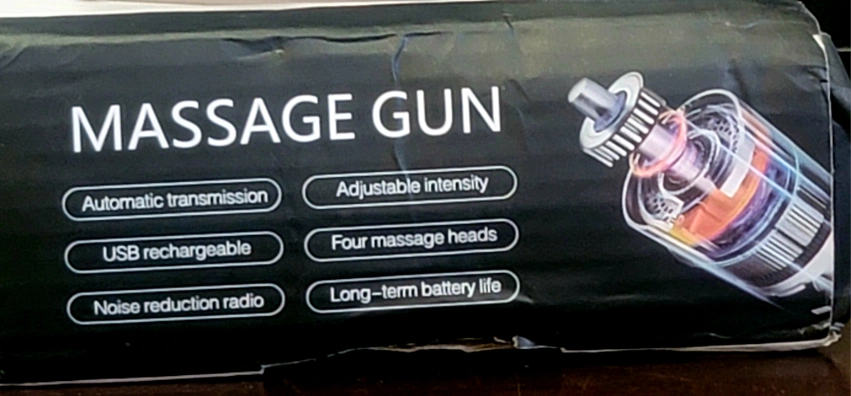 MASSAGE GUN
Automatic transmission
Adjustable intensity
USB rechargeable
Four massage heads
Noise reduction radio
Long-term battery life